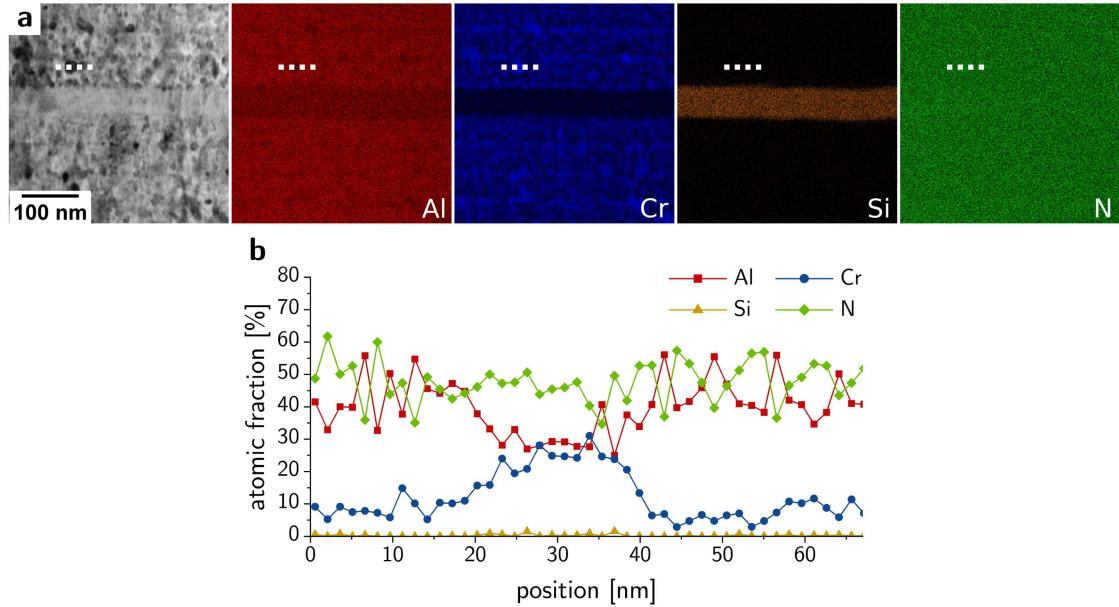 a
100 nm
Al
Cr
Si
N
b
Al
Cr
Si
N
80
70
60
50
40
30
20
10
0
atomic fraction [%]
0 10 20 30 40 50 60
position [nm]